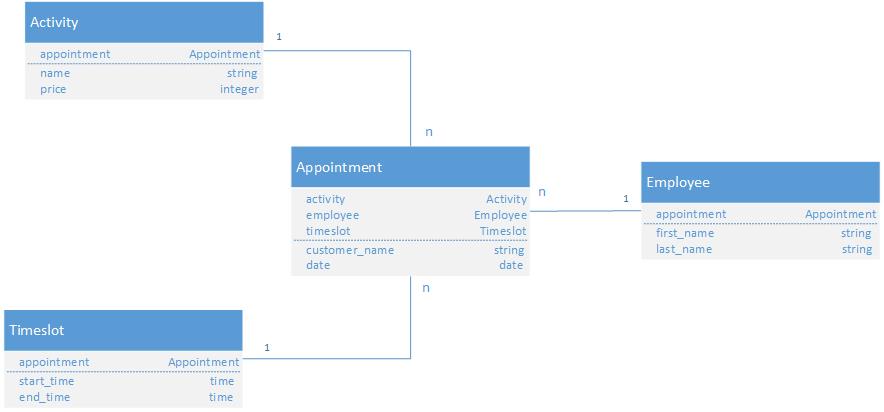 Activity
appointment Appointment
name string
price integer
1
n
Appointment
activity Activity
employee Employee
timeslot Timeslot
customer_name string
date date
n
1
Employee
appointment Appointment
first_name string
last_name string
n
Timeslot
appointment Appointment
start_time time
end_time time
1